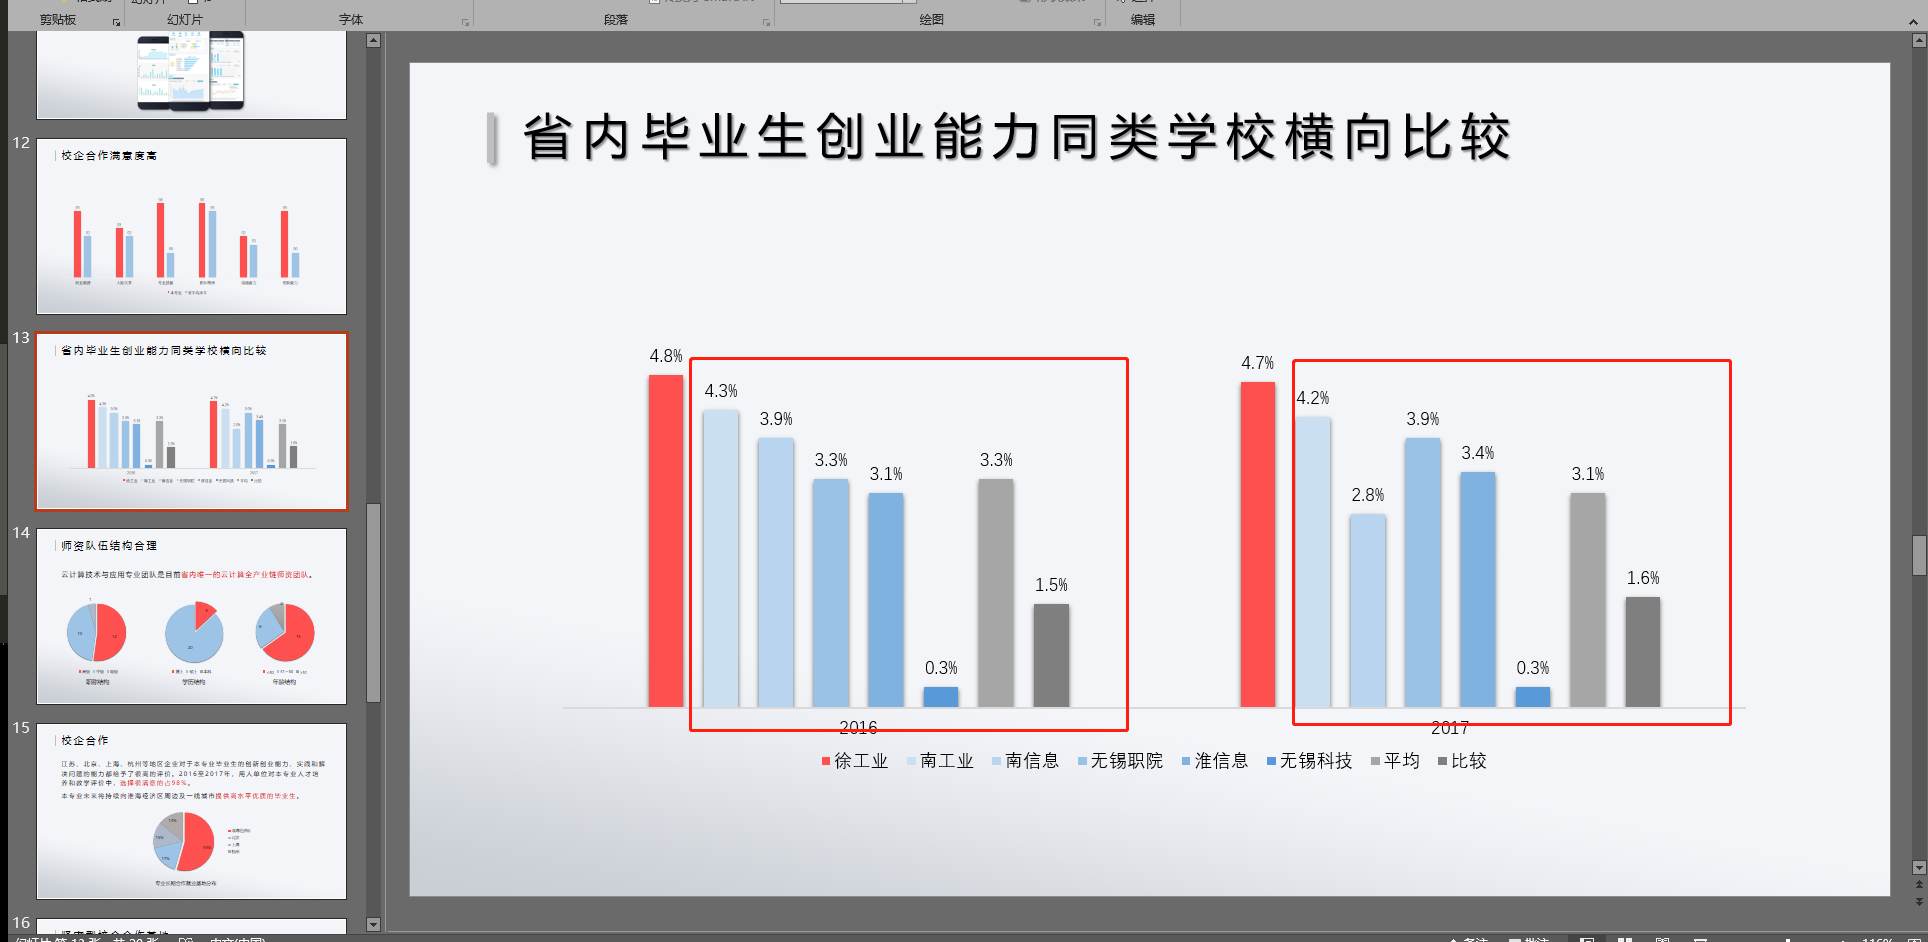 剪贴板
幻灯片
字体
段落
绘图
编辑
12
校企合作满意度高
13
省内毕业生创业能力同类学校横向比较
14
师资队伍结构合理
云计算技术与应用专业团队是目前省内唯一的云计算全产业链师资团队。
职称结构
学历结构
年龄结构
15
校企合作
江苏、北京、上海、杭州等地区企业对于本专业毕业生的创新创业能力、实践和解
决问题的能力都给予了很高的评价。2016至2017年，用人单位对本专业人才培
养和教学评价中，选择很满意的占98%。
本专业未来将持续向淮海经济区周边及一线城市提供高水平优质的毕业生。
专业长期合作就业基地分布
16
省内毕业生创业能力同类学校横向比较
4.8%
4.3%
3.9%
3.3%
3.1%
0.3%
3.3%
1.5%
4.7%
4.2%
2.8%
3.9%
3.4%
0.3%
3.1%
1.6%
2016
2017
徐工业 南工业 南信息 无锡职院 淮信息 无锡科技 平均 比较